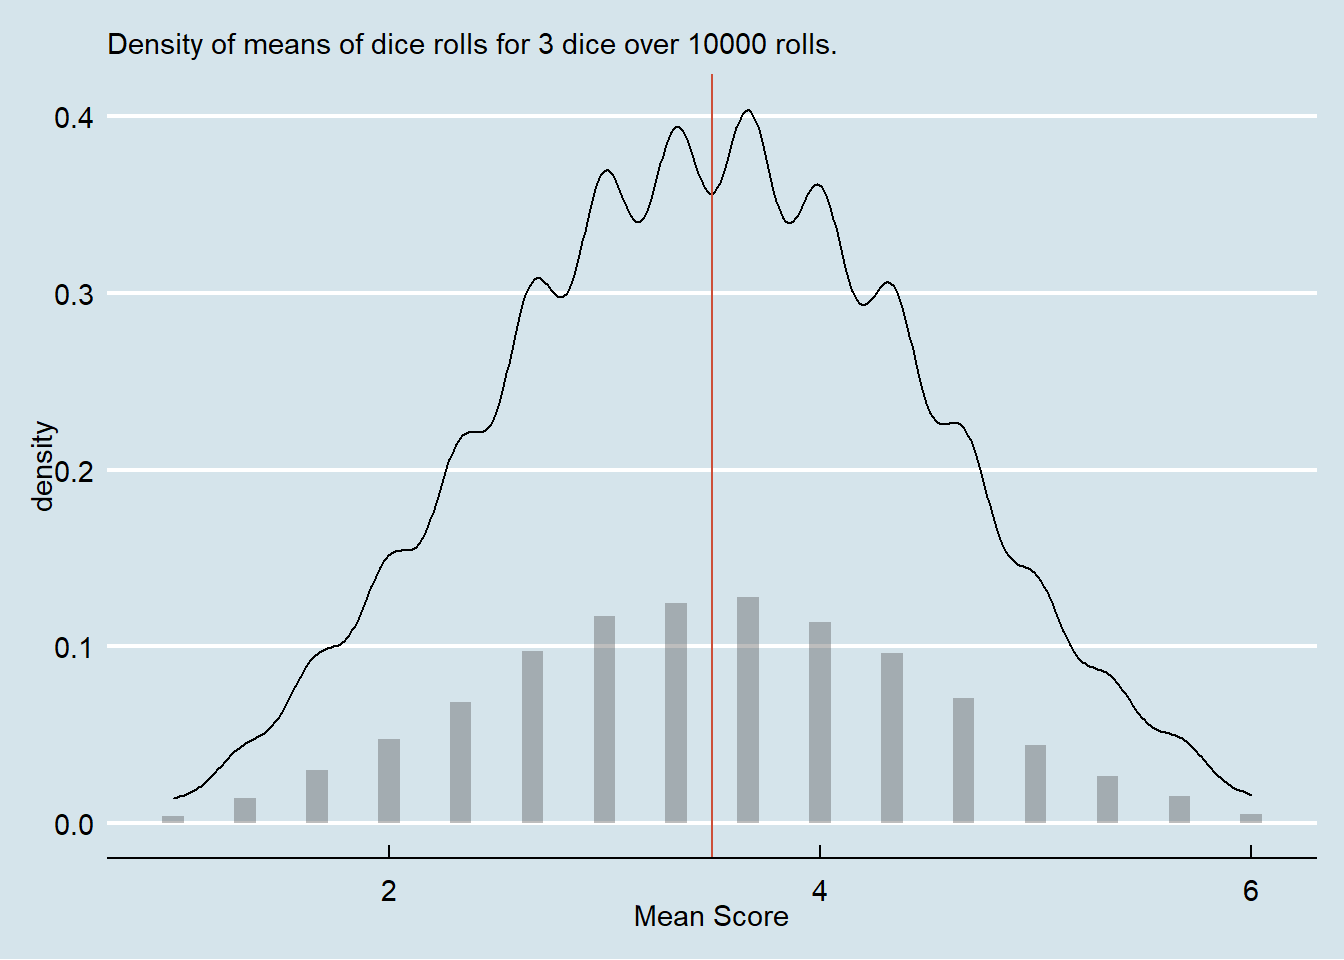 Density of means of dice rolls for 3 dice over 10000 rolls.
0.4
0.3
density
0.2
0.1
0.0
2 4 6
Mean Score